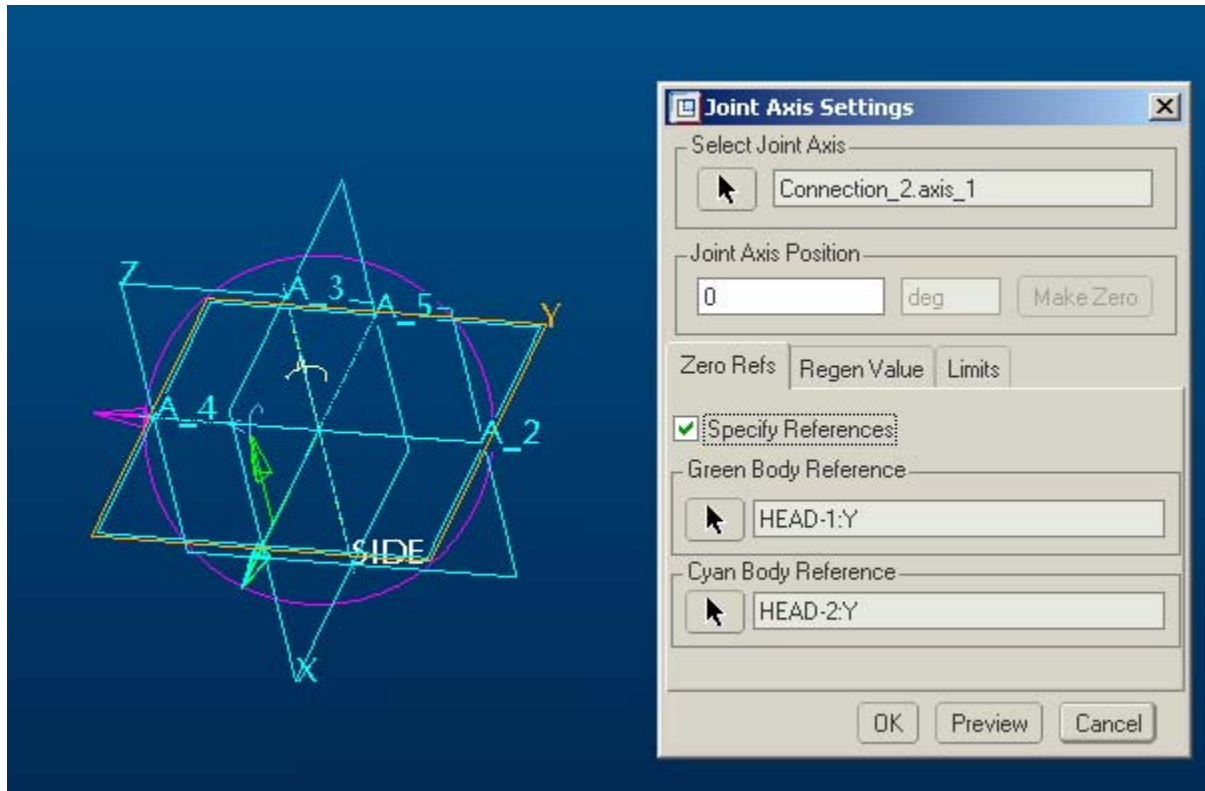 Z
A_3
A_5
Y
A_4
A_2
SIDE
X
Joint Axis Settings
Select Joint Axis
Connection_2.axis_1
Joint Axis Position
0
deg
Make Zero
Zero Refs
Regen Value
Limits
Specify References
Green Body Reference
HEAD-1:Y
Cyan Body Reference
HEAD-2:Y
OK
Preview
Cancel